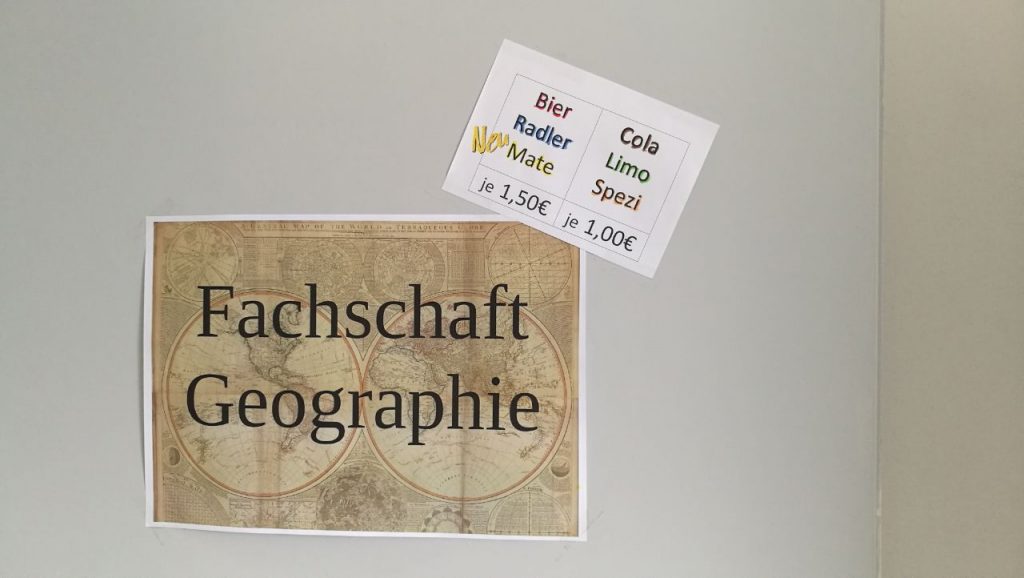 Bier
Radler
Neu Mate
je 1,50€
Cola
Limo
Spezi
je 1,00€
Fachschaft
Geographie